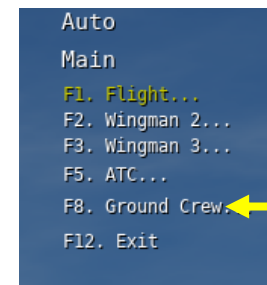 Auto
Main
F1. Flight...
F2. Wingman 2...
F3. Wingman 3...
F5. ATC...
F8. Ground Crew.
F12. Exit